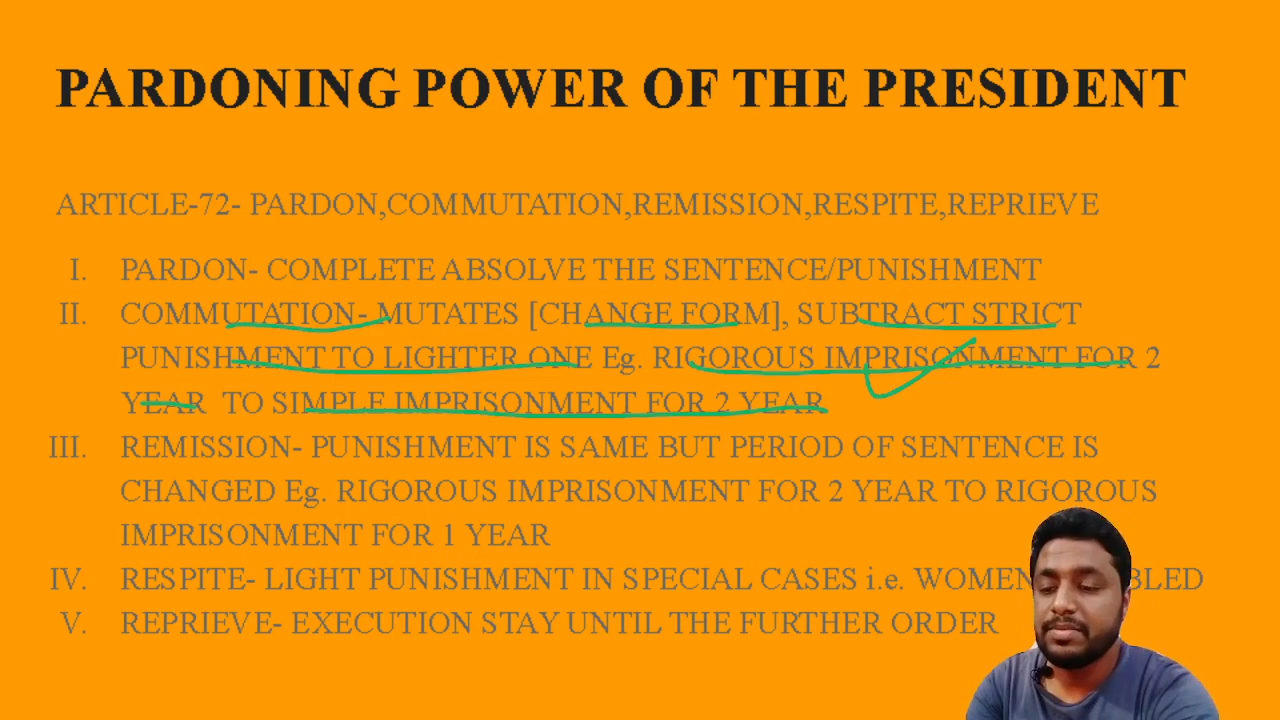 PARDONING POWER OF THE PRESIDENT
ARTICLE-72- PARDON,COMMUTATION,REMISSION,RESPITE,REPRIEVE
I. PARDON- COMPLETE ABSOLVE THE SENTENCE/PUNISHMENT
II. COMMUTATION- MUTATES [CHANGE FORM], SUBTRACT STRICT
PUNISHMENT TO LIGHTER ONE Eg. RIGOROUS IMPRISONMENT FOR 2
YEAR TO SIMPLE IMPRISONMENT FOR 2 YEAR
III. REMISSION- PUNISHMENT IS SAME BUT PERIOD OF SENTENCE IS
CHANGED Eg. RIGOROUS IMPRISONMENT FOR 2 YEAR TO RIGOROUS
IMPRISONMENT FOR 1 YEAR
IV. RESPITE- LIGHT PUNISHMENT IN SPECIAL CASES i.e. WOMEN
V. REPRIEVE- EXECUTION STAY UNTIL THE FURTHER ORDER